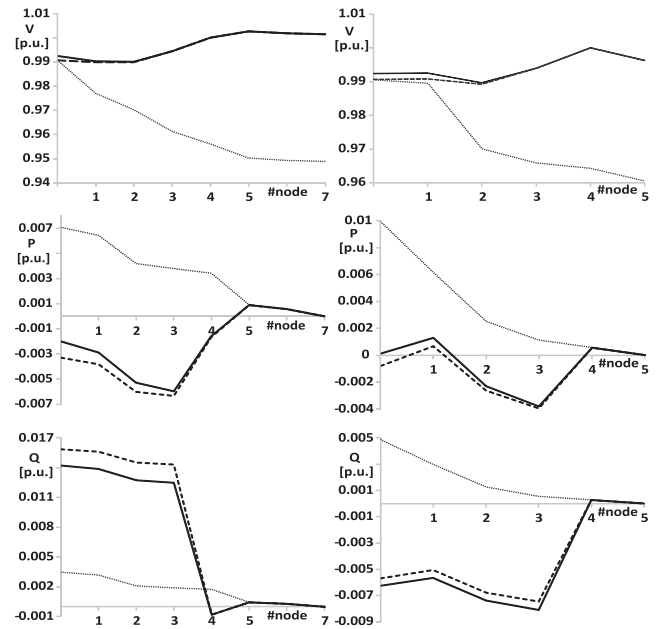 1.01
V
[p.u.]
0.99
0.98
0.97
0.96
0.95
0.94
1 2 3 4 5 #node 7
1.01
V
[p.u.]
0.99
0.98
0.97
0.96
1 2 3 4 #node 5
0.007
P
[p.u.]
0.003
0.001
-0.001
-0.003
-0.005
-0.007
1 2 3 4 5 #node 7
0.01
P
[p.u.]
0.006
0.004
0.002
0
-0.002
-0.004
1 2 3 4 #node 5
0.017
Q
[p.u.]
0.011
0.008
0.005
0.002
-0.001
1 2 3 4 5 #node 7
0.005
Q
[p.u.]
0.001
-0.001
-0.003
-0.005
-0.007
-0.009
1 2 3 4 #node 5